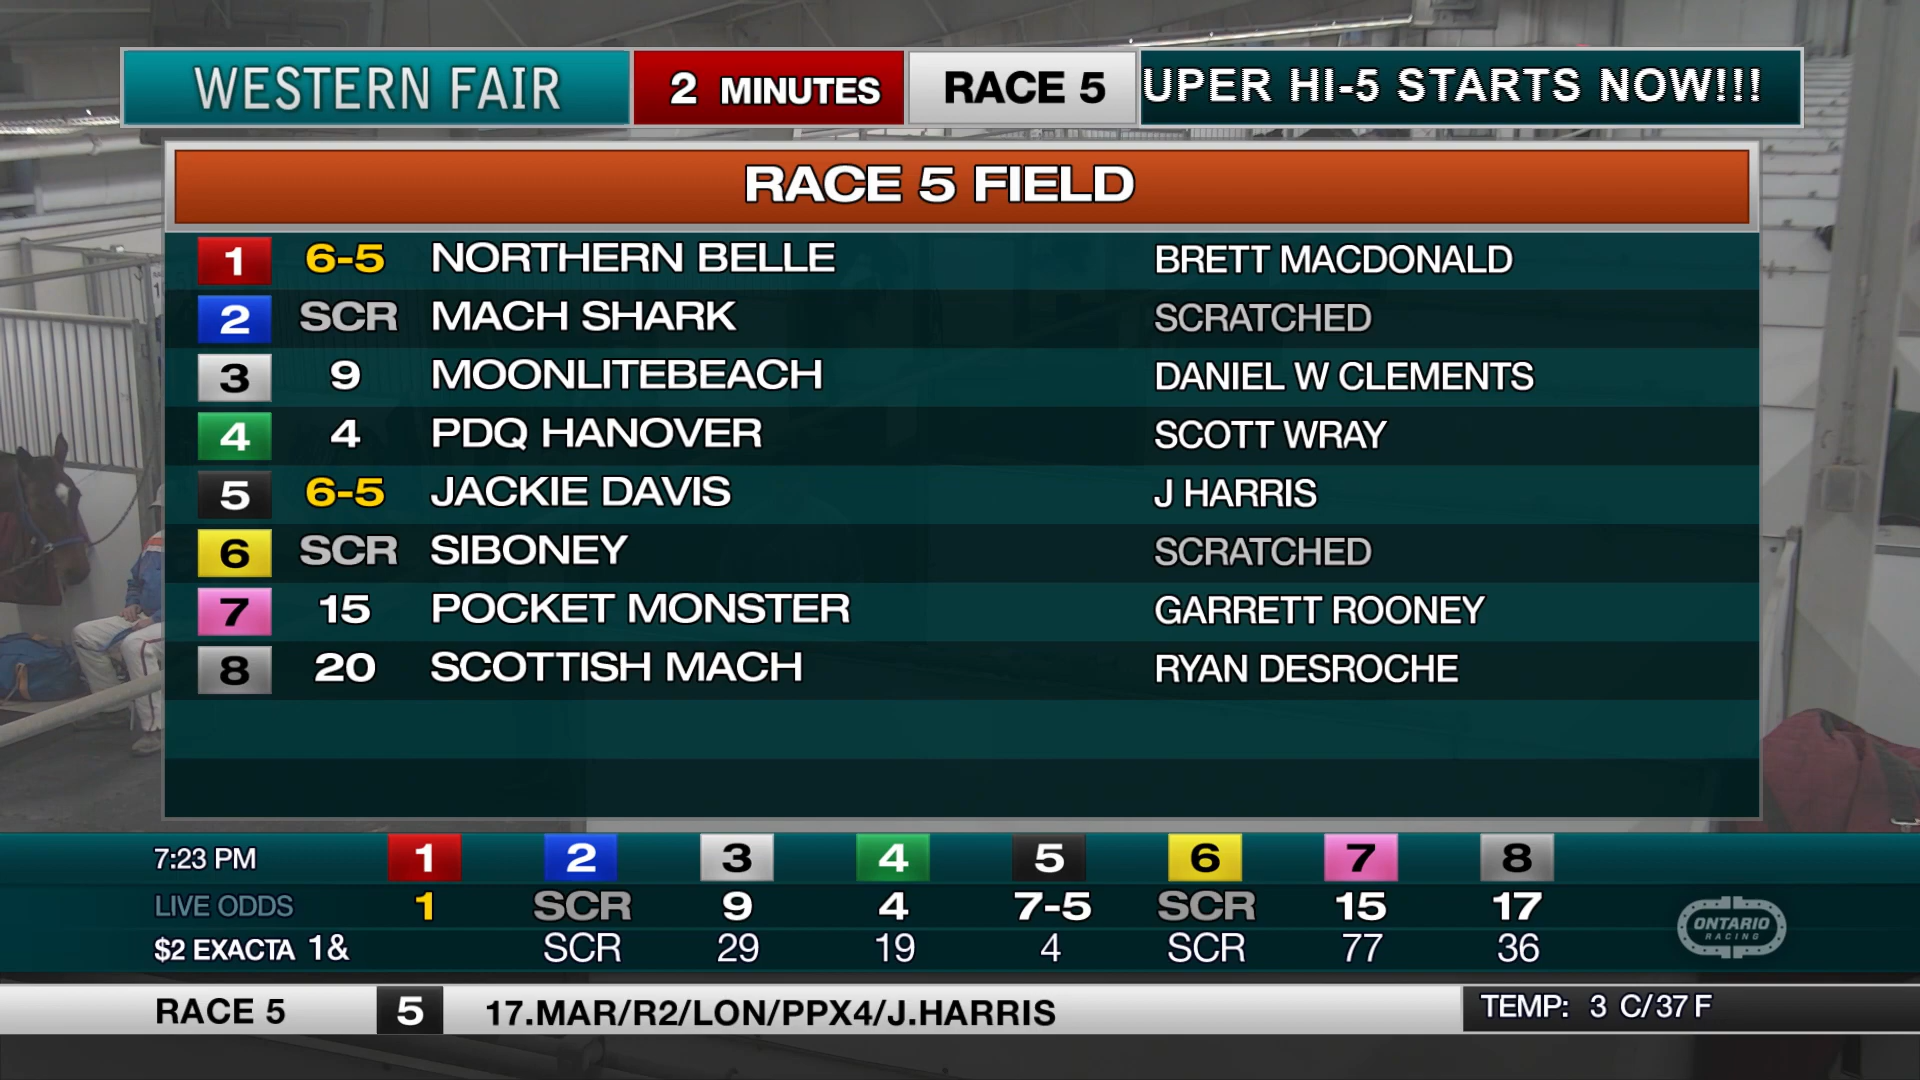 WESTERN FAIR 2 MINUTES RACE 5 UPER HI-5 STARTS NOW!!!
RACE 5 FIELD
1 6-5 NORTHERN BELLE BRETT MACDONALD
2 SCR MACH SHARK SCRATCHED
3 9 MOONLITEBEACH DANIEL W CLEMENTS
4 4 PDQ HANOVER SCOTT WRAY
5 6-5 JACKIE DAVIS J HARRIS
6 SCR SIBONEY SCRATCHED
7 15 POCKET MONSTER GARRETT ROONEY
8 20 SCOTTISH MACH RYAN DESROCHE
7:23 PM 1 2 3 4 5 6 7 8
LIVE ODDS 1 SCR 9 4 7-5 SCR 15 17
$2 EXACTA 1& SCR 29 19 4 SCR 77 36
ONTARIO
RACING
RACE 5 5 17.MAR/R2/LON/PPX4/J.HARRIS TEMP: 3 C/37 F